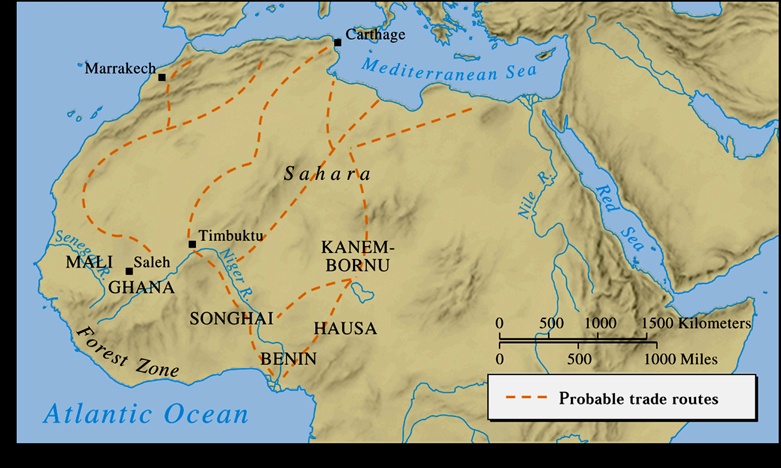 Carthage
Marrakech
Mediterranean Sea
Sahara
Nile R.
Red Sea
Timbuktu
Senegal R.
MALI
Saleh
GHANA
Niger R.
KANEM-
BORNU
SONGHAI
HAUSA
BENIN
Forest Zone
Atlantic Ocean
0 500 1000 1500 Kilometers
0 500 1000 Miles
Probable trade routes